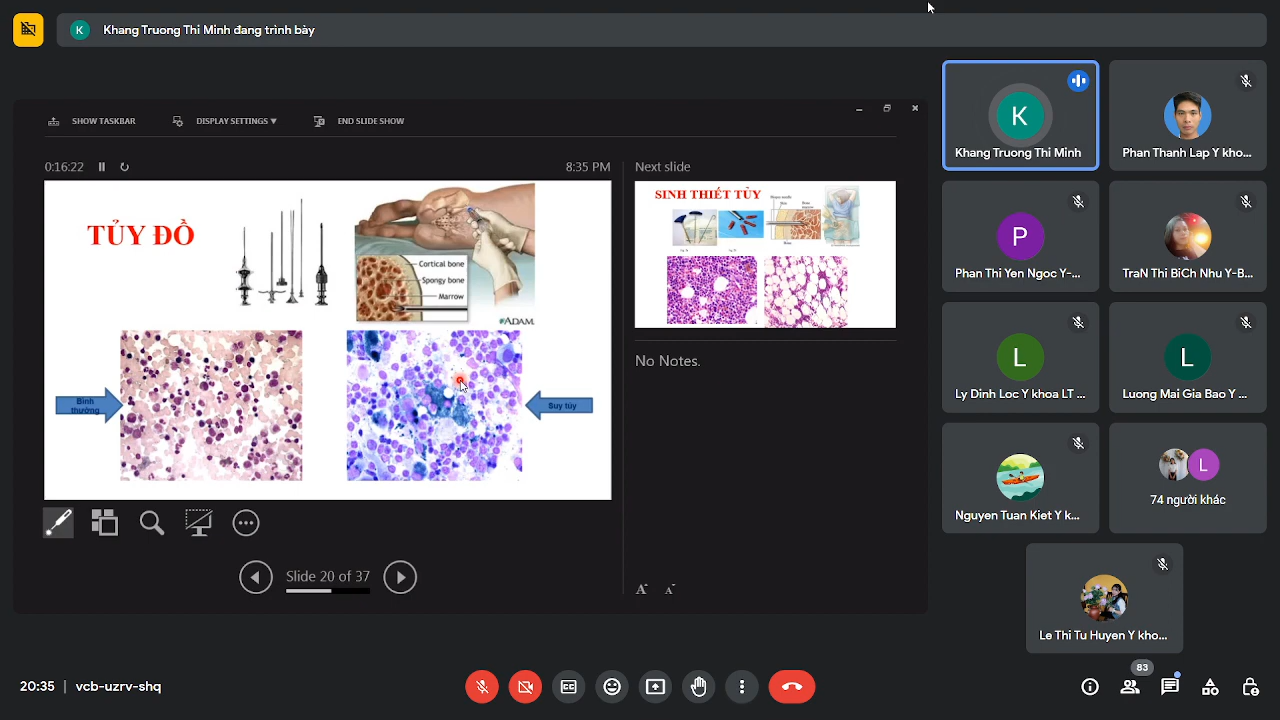 K
Khang Truong Thi Minh đang trình bày
SHOW TASKBAR
DISPLAY SETTINGS ▾
END SLIDE SHOW
0:16:22
8:35 PM
TỦY ĐỒ
Cortical bone
Spongy bone
Marrow
ADAM.
Bình
thường
Suy tủy
Slide 20 of 37
Next slide
SINH THIẾT TỦY
No Notes.
A A
K
Khang Truong Thi Minh
Phan Thanh Lap Y kho...
P
Phan Thi Yen Ngoc Y-...
TraN Thi BiCh Nhu Y-B...
L
Ly Dinh Loc Y khoa LT ...
L
Luong Mai Gia Bao Y ...
Nguyen Tuan Kiet Y k...
L
74 người khác
Le Thi Tu Huyen Y kho...
20:35 | vcb-uzrv-shq
83